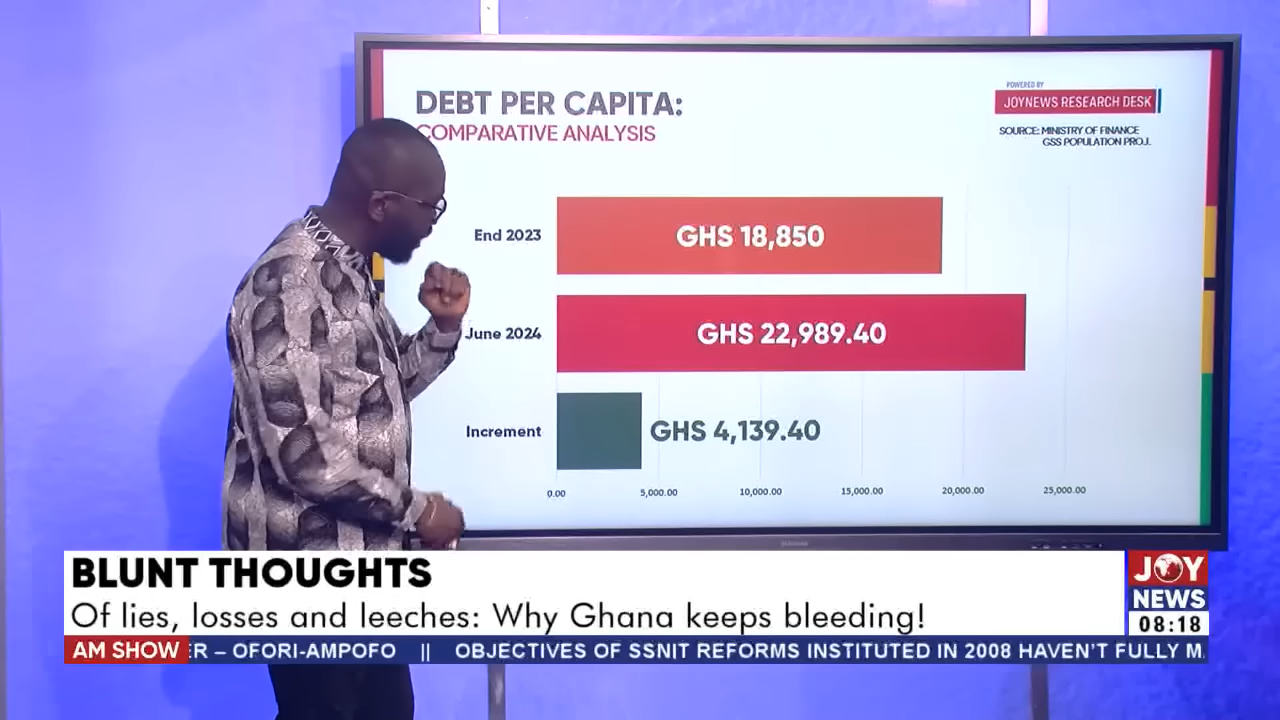 DEBT PER CAPITA:
COMPARATIVE ANALYSIS
POWERED BY
JOYNEWS RESEARCH DESK
SOURCE: MINISTRY OF FINANCE
GSS POPULATION PROJ.
End 2023
GHS 18,850
June 2024
GHS 22,989.40
Increment
GHS 4,139.40
0.00 5,000.00 10,000.00 15,000.00 20,000.00 25,000.00
BLUNT THOUGHTS
Of lies, losses and leeches: Why Ghana keeps bleeding!
JOY
NEWS
08:18
AM SHOW
ER – OFORI-AMPOFO || OBJECTIVES OF SSNIT REFORMS INSTITUTED IN 2008 HAVEN'T FULLY M